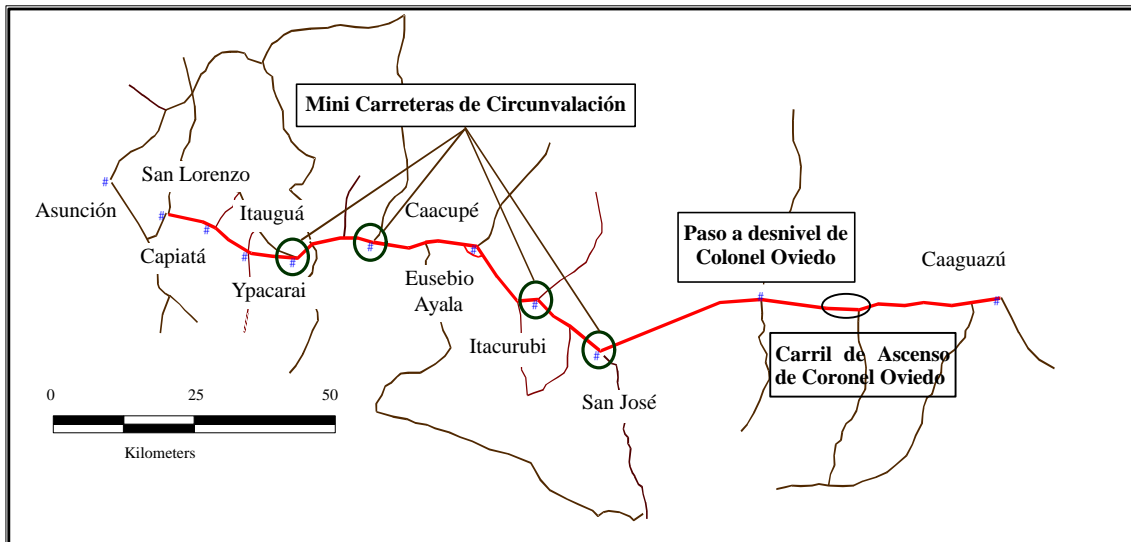 Mini Carreteras de Circunvalación
San Lorenzo
Asunción
Itauguá
Caacupé
Capiatá
Ypacarai
Eusebio
Ayala
Paso a desnivel de
Colonel Oviedo
Caaguazú
Itacurubi
Carril de Ascenso
de Coronel Oviedo
San José
0 25 50
Kilometers